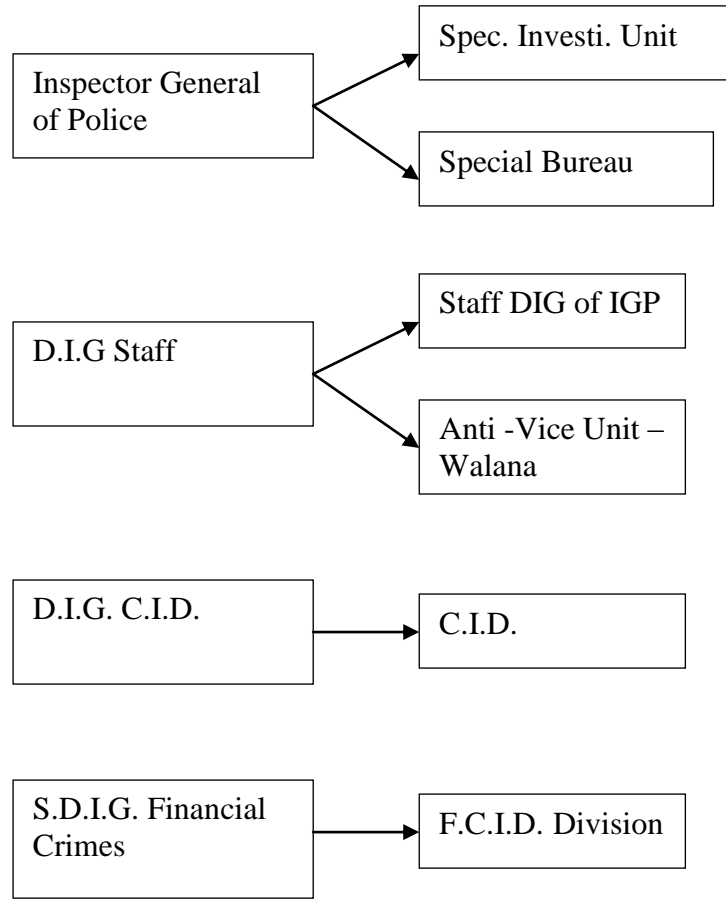 Spec. Investi. Unit
Inspector General
of Police
Special Bureau
Staff DIG of IGP
D.I.G Staff
Anti -Vice Unit –
Walana
D.I.G. C.I.D.
C.I.D.
S.D.I.G. Financial
Crimes
F.C.I.D. Division